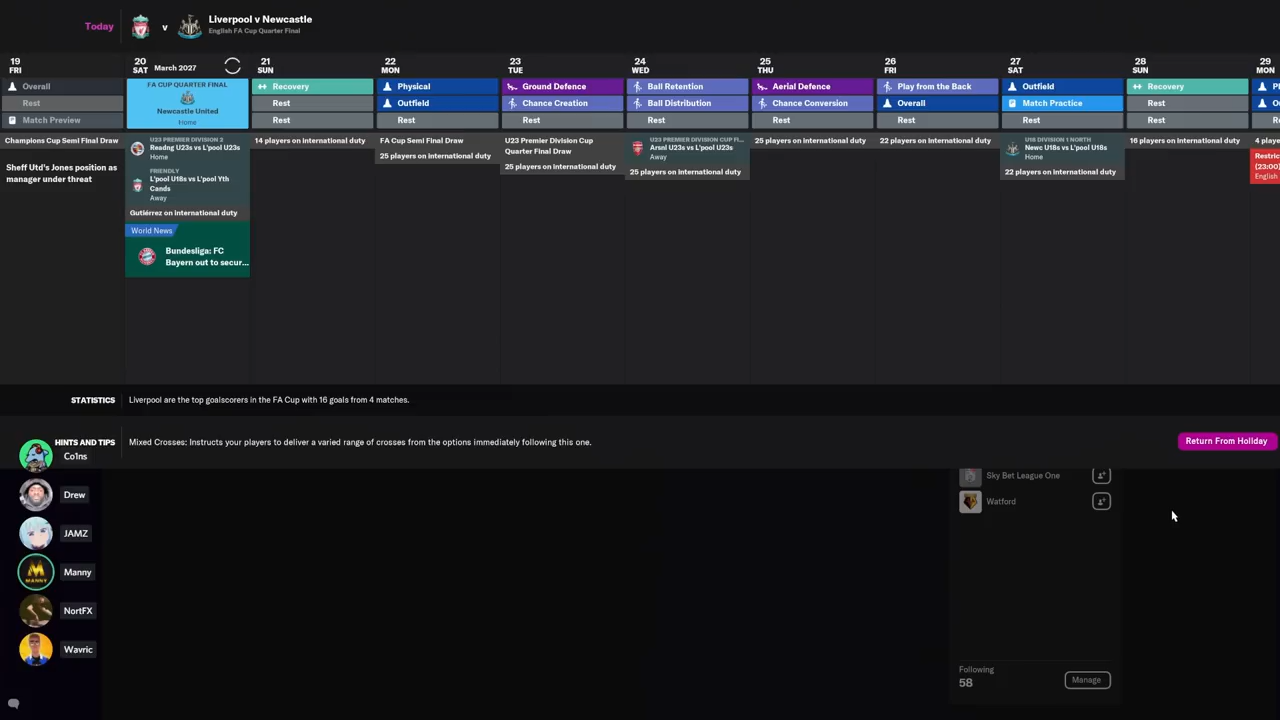 Today
v
Liverpool v Newcastle
English FA Cup Quarter Final
19
FRI
20
SAT
March 2027
21
SUN
22
MON
23
TUE
24
WED
25
THU
26
FRI
27
SAT
28
SUN
29
MON
Overall
Rest
Match Preview
FA CUP QUARTER FINAL
Newcastle United
Home
Recovery
Rest
Rest
Physical
Outfield
Rest
Ground Defence
Chance Creation
Rest
Ball Retention
Ball Distribution
Rest
Aerial Defence
Chance Conversion
Rest
Play from the Back
Overall
Rest
Outfield
Match Practice
Rest
Recovery
Rest
Rest
Champions Cup Semi Final Draw
Sheff Utd's Jones position as
manager under threat
U23 PREMIER DIVISION 2
Readng U23s vs L'pool U23s
Home
FRIENDLY
L'pool U18s vs L'pool Yth
Cands
Away
Gutiérrez on international duty
World News
Bundesliga: FC
Bayern out to secur...
14 players on international duty
FA Cup Semi Final Draw
25 players on international duty
U23 Premier Division Cup
Quarter Final Draw
25 players on international duty
U23 PREMIER DIVISION CUP FI...
Arsnl U23s vs L'pool U23s
Away
25 players on international duty
25 players on international duty
22 players on international duty
U18 DIVISION 1 NORTH
Newc U18s vs L'pool U18s
Home
22 players on international duty
16 players on international duty
4 playe
Restric
(23:00)
English
STATISTICS
Liverpool are the top goalscorers in the FA Cup with 16 goals from 4 matches.
HINTS AND TIPS
Mixed Crosses: Instructs your players to deliver a varied range of crosses from the options immediately following this one.
Return From Holiday
Co1ns
Drew
JAMZ
Manny
MANNY
NortFX
Wavric
Sky Bet League One
Watford
Following
58
Manage